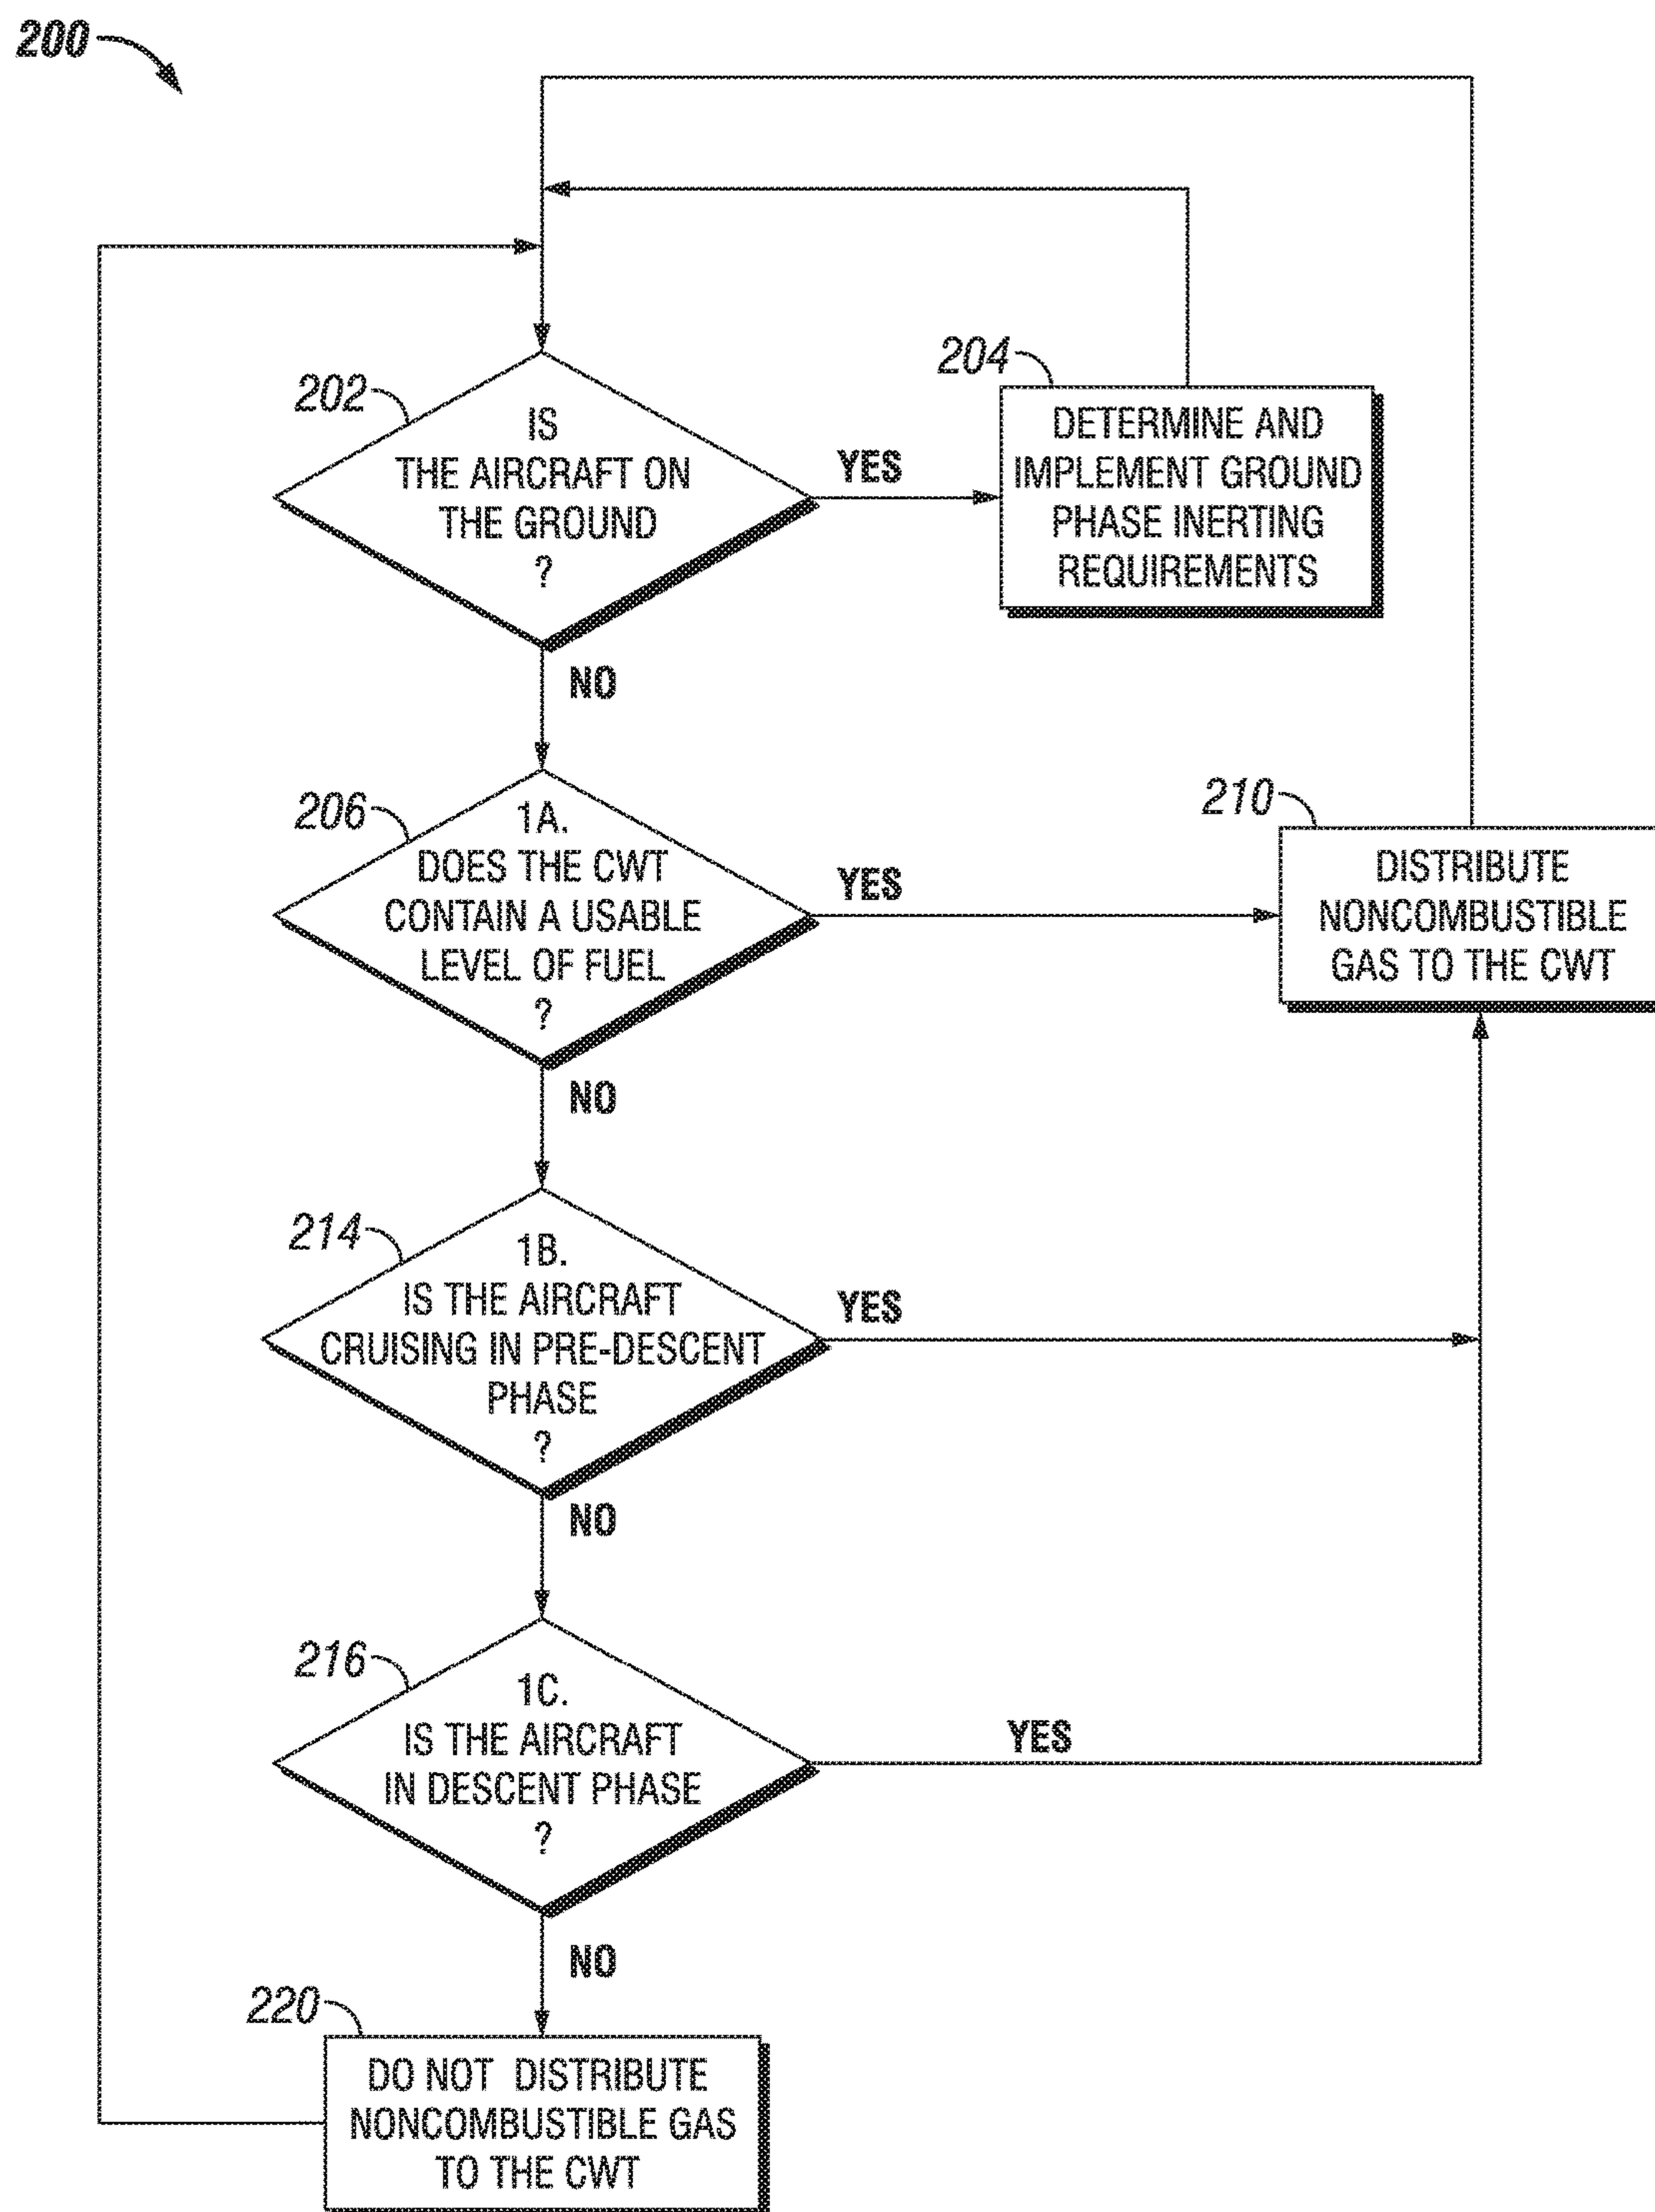 200
202
IS
THE AIRCRAFT ON
THE GROUND
?
YES
204
DETERMINE AND
IMPLEMENT GROUND
PHASE INERTING
REQUIREMENTS
NO
206
1A.
DOES THE CWT
CONTAIN A USABLE
LEVEL OF FUEL
?
YES
210
DISTRIBUTE
NONCOMBUSTIBLE
GAS TO THE CWT
NO
214
1B.
IS THE AIRCRAFT
CRUISING IN PRE-DESCENT
PHASE
?
YES
NO
216
1C.
IS THE AIRCRAFT
IN DESCENT PHASE
?
YES
NO
220
DO NOT DISTRIBUTE
NONCOMBUSTIBLE GAS
TO THE CWT